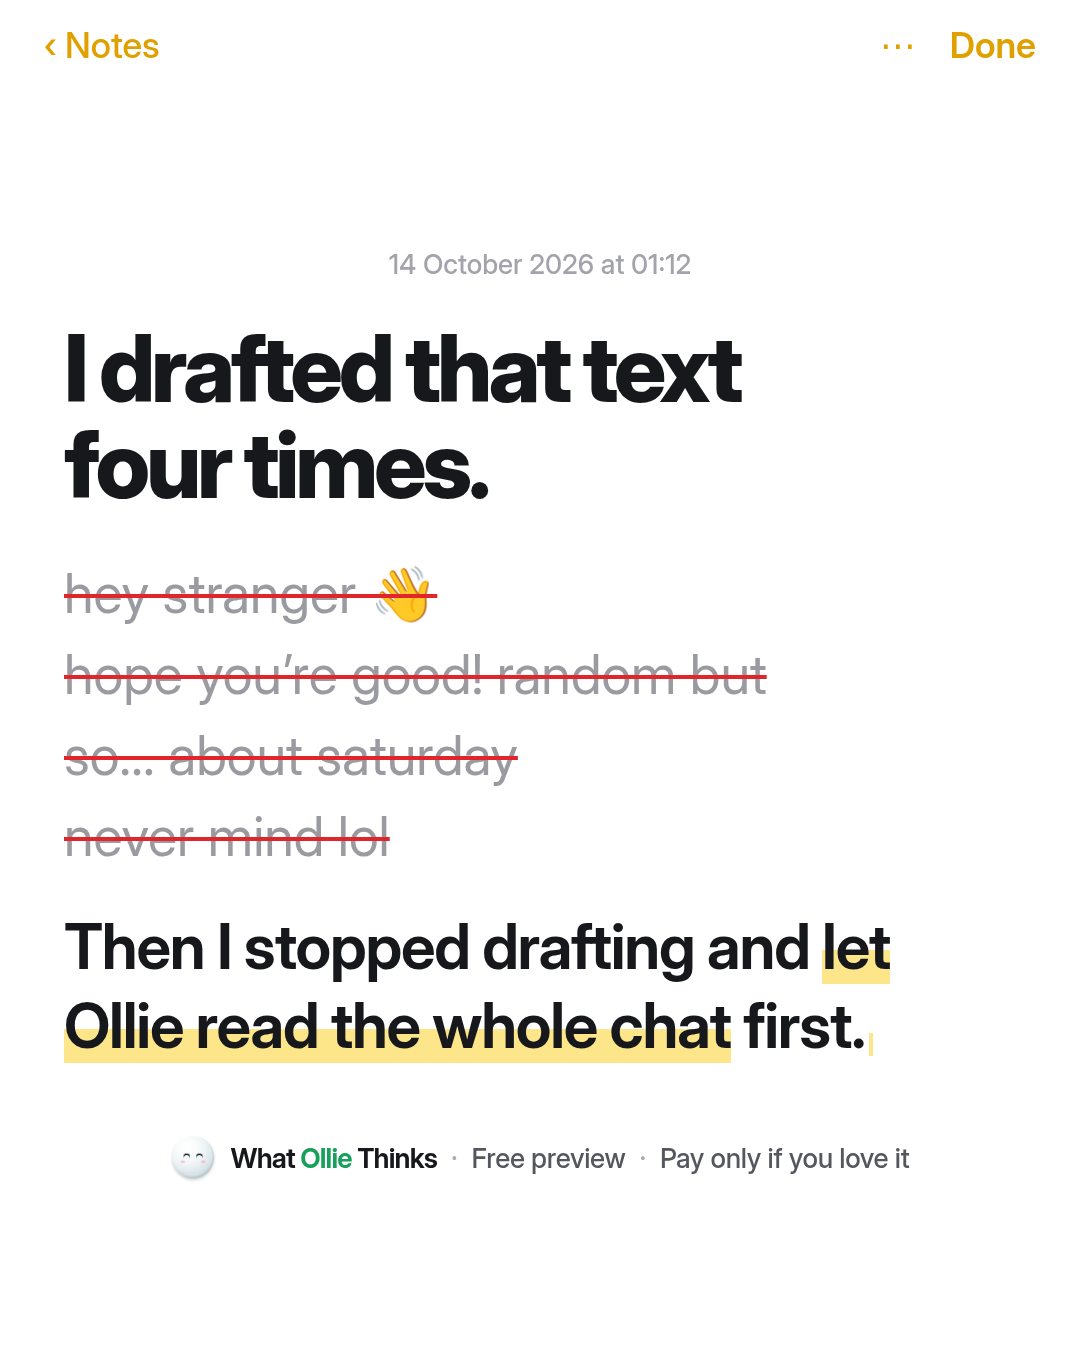 ‹ Notes
··· Done
14 October 2026 at 01:12
I drafted that text
four times.
hey stranger 👋
hope you’re good! random but
so... about saturday
never mind lol
Then I stopped drafting and let
Ollie read the whole chat first.
What Ollie Thinks · Free preview · Pay only if you love it